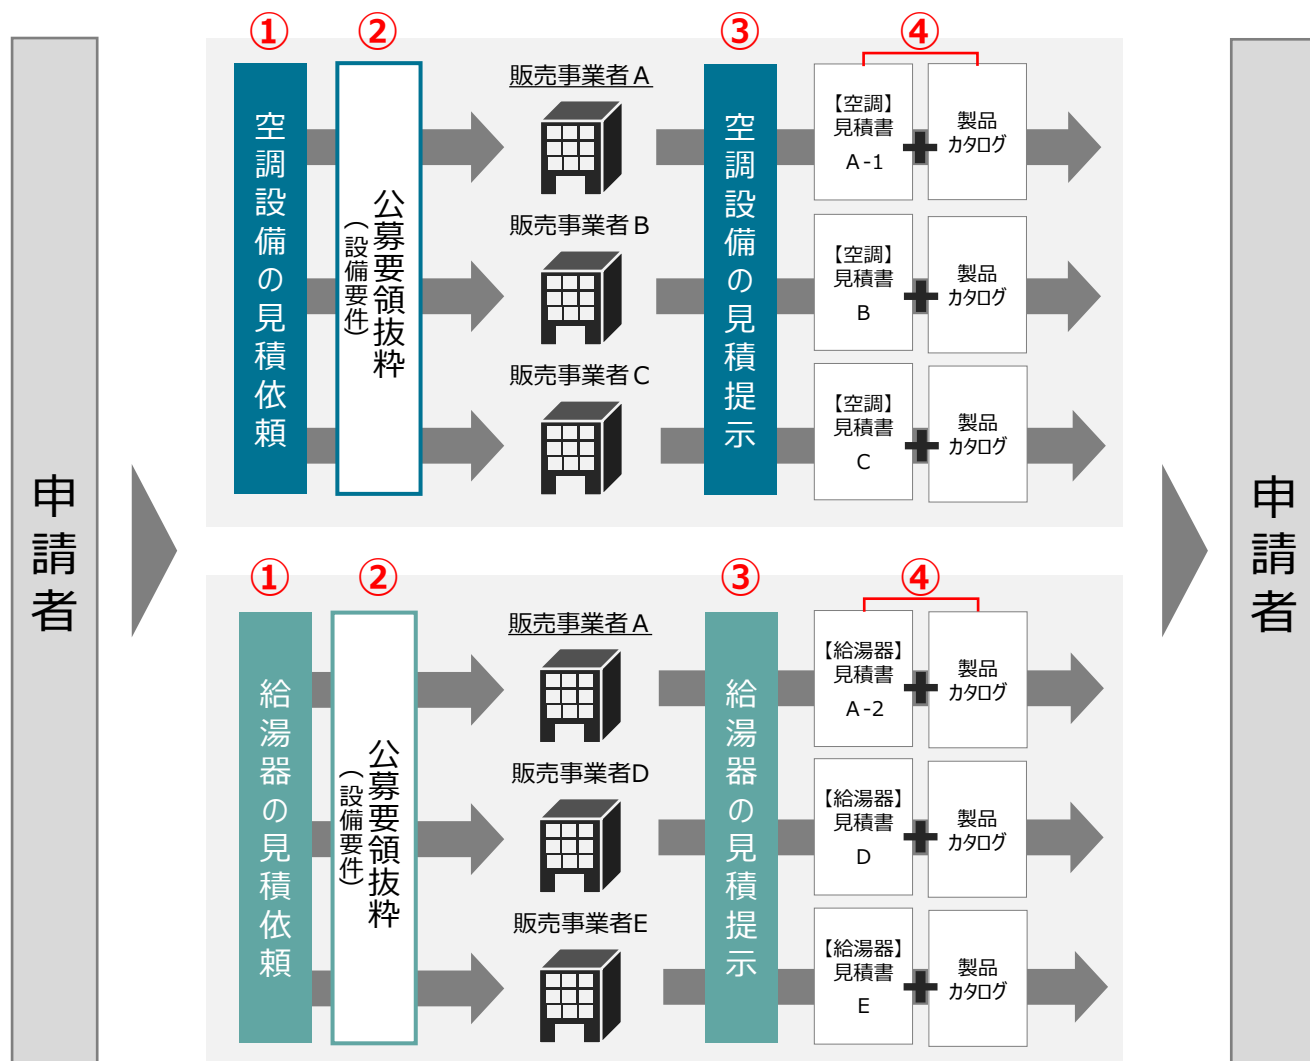 申請者
①
②
③
④
空調設備の見積依頼
公募要領抜粋
（設備要件）
販売事業者A
販売事業者B
販売事業者C
空調設備の見積提示
【空調】
見積書
A-1
製品
カタログ
【空調】
見積書
B
製品
カタログ
【空調】
見積書
C
製品
カタログ
①
②
③
④
給湯器の見積依頼
公募要領抜粋
（設備要件）
販売事業者A
販売事業者D
販売事業者E
給湯器の見積提示
【給湯器】
見積書
A-2
製品
カタログ
【給湯器】
見積書
D
製品
カタログ
【給湯器】
見積書
E
製品
カタログ
申請者